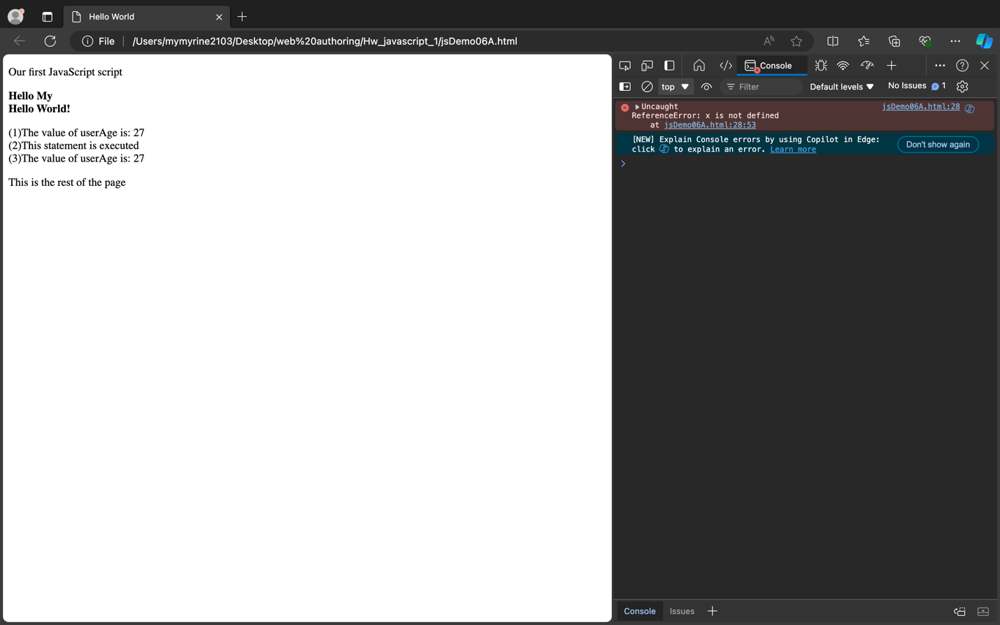 Hello World
File
/Users/mymyrine2103/Desktop/web%20authoring/Hw_javascript_1/jsDemo06A.html
Our first JavaScript script
Hello My
Hello World!
(1)The value of userAge is: 27
(2)This statement is executed
(3)The value of userAge is: 27
This is the rest of the page
Console
top
Filter
Default levels
No Issues
1
Uncaught
jsDemo06A.html:28
ReferenceError: x is not defined
at jsDemo06A.html:28:53
[NEW] Explain Console errors by using Copilot in Edge:
click to explain an error. Learn more
Don't show again
Console
Issues